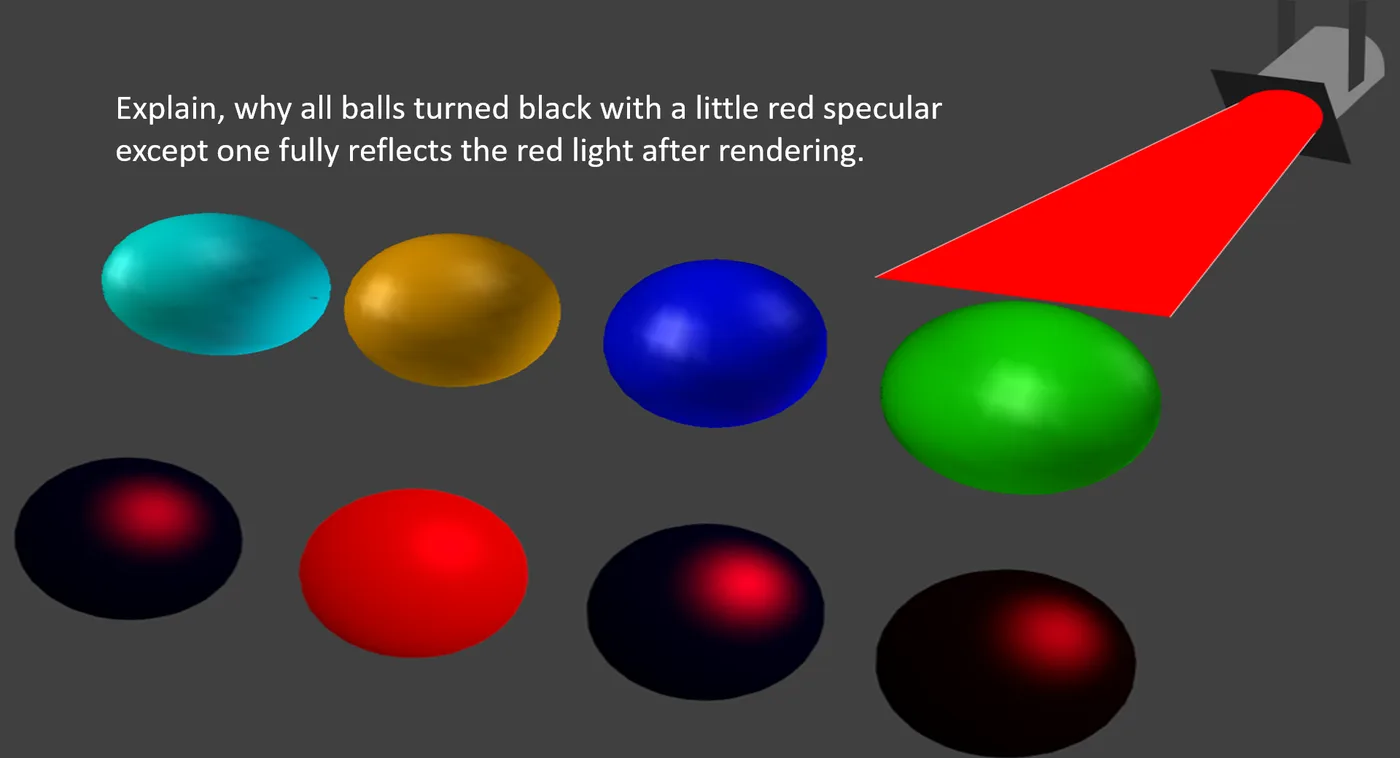 Explain, why all balls turned black with a little red specular
except one fully reflects the red light after rendering.